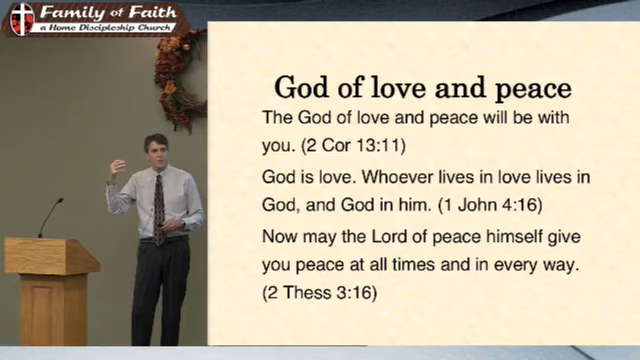 Family of Faith
a Home Discipleship Church
God of love and peace
The God of love and peace will be with
you. (2 Cor 13:11)
God is love. Whoever lives in love lives in
God, and God in him. (1 John 4:16)
Now may the Lord of peace himself give
you peace at all times and in every way.
(2 Thess 3:16)